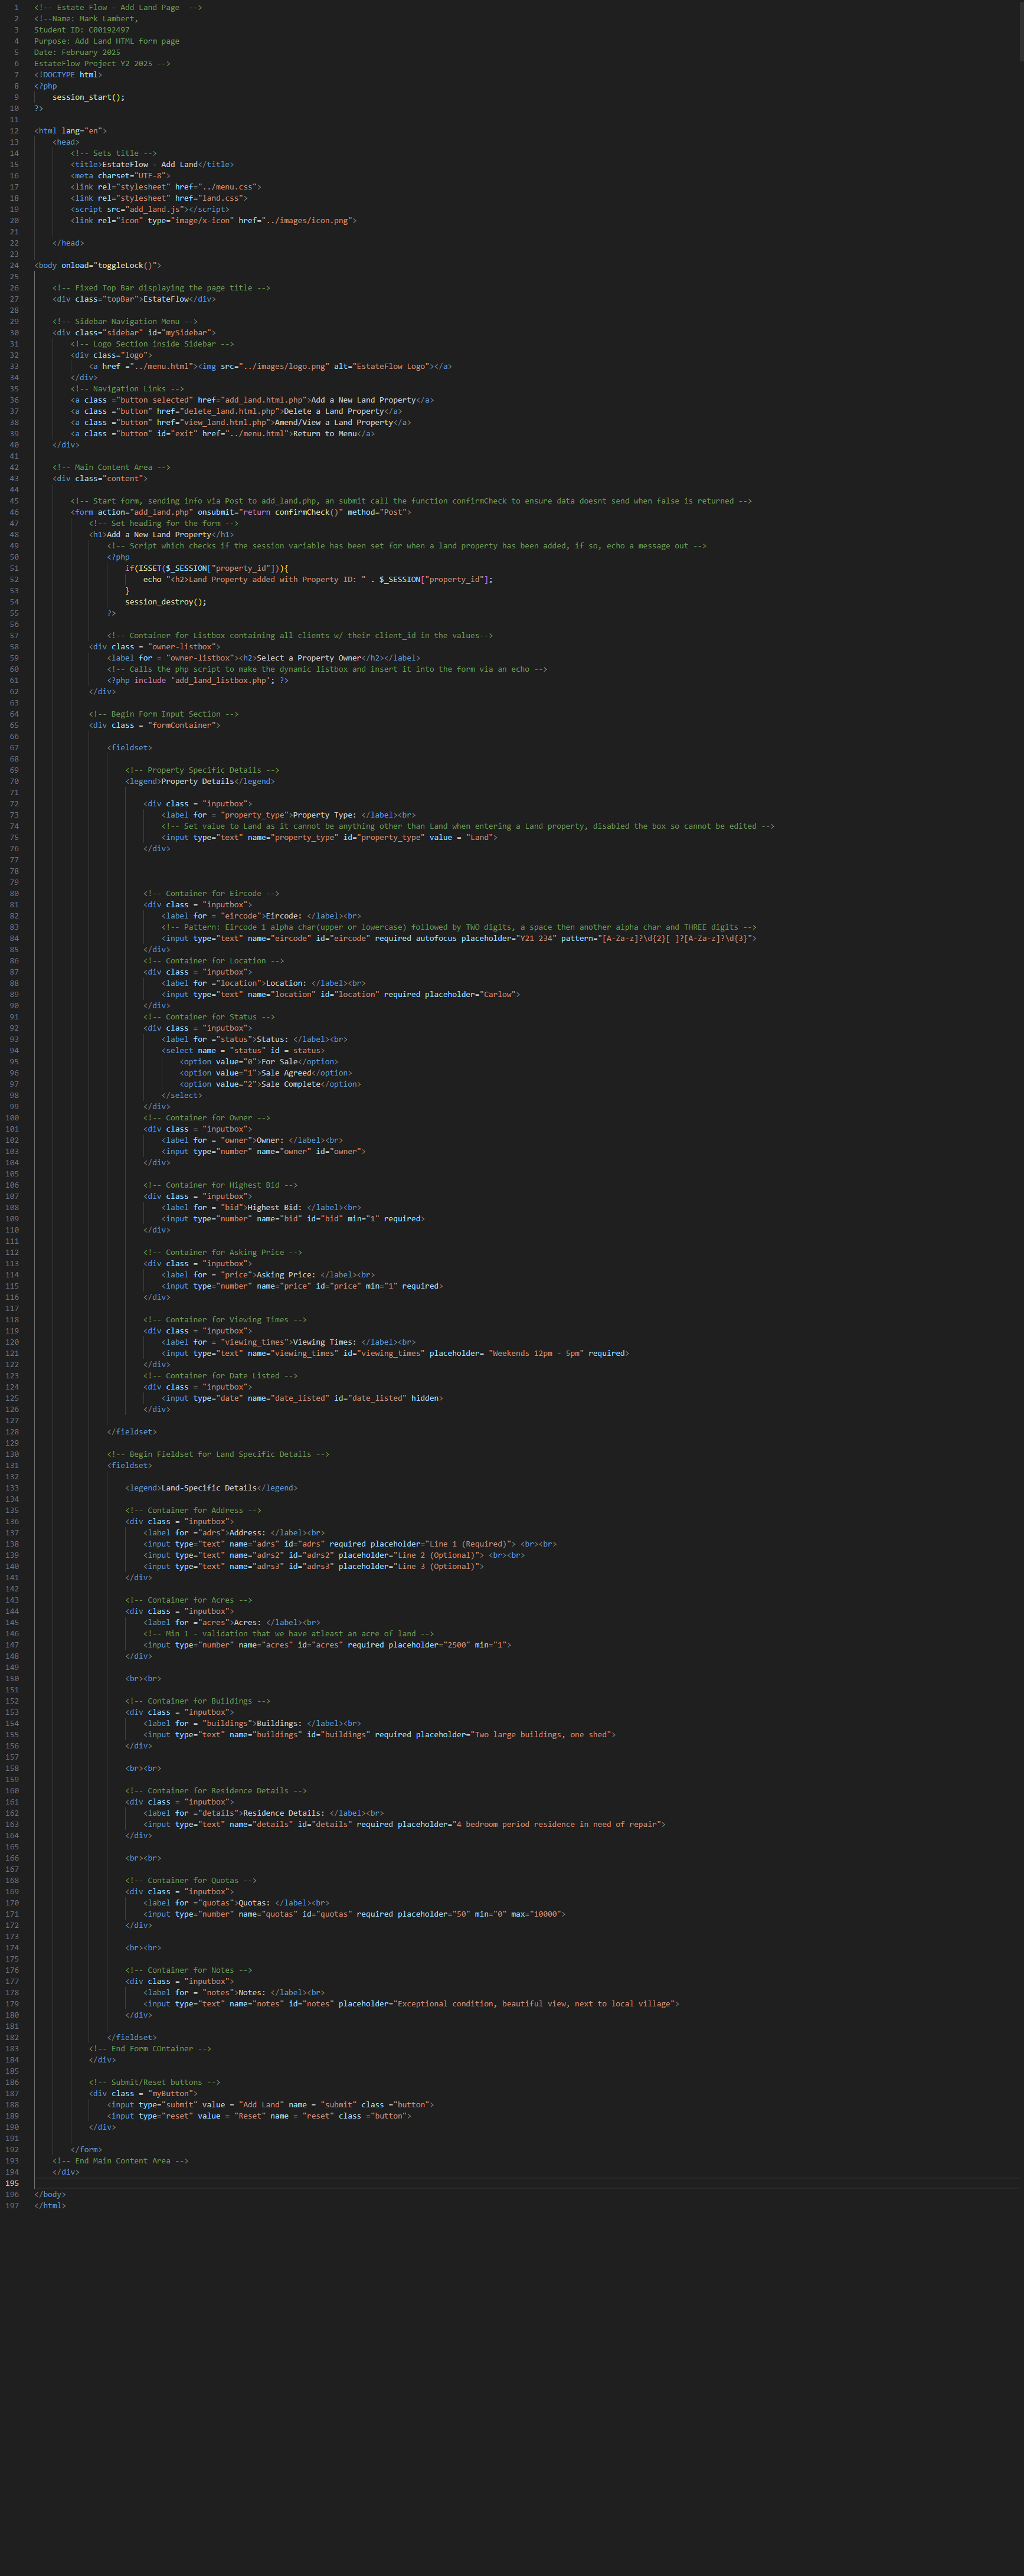 1 <!-- Estate Flow - Add Land Page  -->
2 <!--Name: Mark Lambert,
3 Student ID: C00192497
4 Purpose: Add Land HTML form page
5 Date: February 2025
6 EstateFlow Project Y2 2025 -->
7 <!DOCTYPE html>
8 <?php
9     session_start();
10 ?>
11
12 <html lang="en">
13     <head>
14         <!-- Sets title -->
15         <title>EstateFlow - Add Land</title>
16         <meta charset="UTF-8">
17         <link rel="stylesheet" href="../menu.css">
18         <link rel="stylesheet" href="land.css">
19         <script src="add_land.js"></script>
20         <link rel="icon" type="image/x-icon" href="../images/icon.png">
21
22     </head>
23
24 <body onload="toggleLock()">
25
26     <!-- Fixed Top Bar displaying the page title -->
27     <div class="topBar">EstateFlow</div>
28
29     <!-- Sidebar Navigation Menu -->
30     <div class="sidebar" id="mySidebar">
31         <!-- Logo Section inside Sidebar -->
32         <div class="logo">
33             <a href ="../menu.html"><img src="../images/logo.png" alt="EstateFlow Logo"></a>
34         </div>
35         <!-- Navigation Links -->
36         <a class ="button selected" href="add_land.html.php">Add a New Land Property</a>
37         <a class ="button" href="delete_land.html.php">Delete a Land Property</a>
38         <a class ="button" href="view_land.html.php">Amend/View a Land Property</a>
39         <a class ="button" id="exit" href="../menu.html">Return to Menu</a>
40     </div>
41
42     <!-- Main Content Area -->
43     <div class="content">
44
45         <!-- Start form, sending info via Post to add_land.php, an submit call the function confirmCheck to ensure data doesnt send when false is returned -->
46         <form action="add_land.php" onsubmit="return confirmCheck()" method="Post">
47             <!-- Set heading for the form -->
48             <h1>Add a New Land Property</h1>
49                 <!-- Script which checks if the session variable has been set for when a land property has been added, if so, echo a message out -->
50                 <?php
51                     if(ISSET($_SESSION["property_id"])){
52                         echo "<h2>Land Property added with Property ID: " . $_SESSION["property_id"];
53                     }
54                     session_destroy();
55                 ?>
56
57                 <!-- Container for Listbox containing all clients w/ their client_id in the values-->
58             <div class = "owner-listbox">
59                 <label for = "owner-listbox"><h2>Select a Property Owner</h2></label>
60                 <!-- Calls the php script to make the dynamic listbox and insert it into the form via an echo -->
61                 <?php include 'add_land_listbox.php'; ?>
62             </div>
63
64             <!-- Begin Form Input Section -->
65             <div class = "formContainer">
66
67                 <fieldset>
68
69                     <!-- Property Specific Details -->
70                     <legend>Property Details</legend>
71
72                         <div class = "inputbox">
73                             <label for = "property_type">Property Type: </label><br>
74                             <!-- Set value to Land as it cannot be anything other than Land when entering a Land property, disabled the box so cannot be edited -->
75                             <input type="text" name="property_type" id="property_type" value = "Land">
76                         </div>
77
78
79
80                         <!-- Container for Eircode -->
81                         <div class = "inputbox">
82                             <label for = "eircode">Eircode: </label><br>
83                             <!-- Pattern: Eircode 1 alpha char(upper or lowercase) followed by TWO digits, a space then another alpha char and THREE digits -->
84                             <input type="text" name="eircode" id="eircode" required autofocus placeholder="Y21 234" pattern="[A-Za-z]?\d{2}[ ]?[A-Za-z]?\d{3}">
85                         </div>
86                         <!-- Container for Location -->
87                         <div class = "inputbox">
88                             <label for ="location">Location: </label><br>
89                             <input type="text" name="location" id="location" required placeholder="Carlow">
90                         </div>
91                         <!-- Container for Status -->
92                         <div class = "inputbox">
93                             <label for ="status">Status: </label><br>
94                             <select name = "status" id = status>
95                                 <option value="0">For Sale</option>
96                                 <option value="1">Sale Agreed</option>
97                                 <option value="2">Sale Complete</option>
98                             </select>
99                         </div>
100                         <!-- Container for Owner -->
101                         <div class = "inputbox">
102                             <label for = "owner">Owner: </label><br>
103                             <input type="number" name="owner" id="owner">
104                         </div>
105
106                         <!-- Container for Highest Bid -->
107                         <div class = "inputbox">
108                             <label for = "bid">Highest Bid: </label><br>
109                             <input type="number" name="bid" id="bid" min="1" required>
110                         </div>
111
112                         <!-- Container for Asking Price -->
113                         <div class = "inputbox">
114                             <label for = "price">Asking Price: </label><br>
115                             <input type="number" name="price" id="price" min="1" required>
116                         </div>
117
118                         <!-- Container for Viewing Times -->
119                         <div class = "inputbox">
120                             <label for = "viewing_times">Viewing Times: </label><br>
121                             <input type="text" name="viewing_times" id="viewing_times" placeholder= "Weekends 12pm - 5pm" required>
122                         </div>
123                         <!-- Container for Date Listed -->
124                         <div class = "inputbox">
125                             <input type="date" name="date_listed" id="date_listed" hidden>
126                         </div>
127
128                 </fieldset>
129
130                 <!-- Begin Fieldset for Land Specific Details -->
131                 <fieldset>
132
133                     <legend>Land-Specific Details</legend>
134
135                     <!-- Container for Address -->
136                     <div class = "inputbox">
137                         <label for ="adrs">Address: </label><br>
138                         <input type="text" name="adrs" id="adrs" required placeholder="Line 1 (Required)"> <br><br>
139                         <input type="text" name="adrs2" id="adrs2" placeholder="Line 2 (Optional)"> <br><br>
140                         <input type="text" name="adrs3" id="adrs3" placeholder="Line 3 (Optional)">
141                     </div>
142
143                     <!-- Container for Acres -->
144                     <div class = "inputbox">
145                         <label for ="acres">Acres: </label><br>
146                         <!-- Min 1 - validation that we have atleast an acre of land -->
147                         <input type="number" name="acres" id="acres" required placeholder="2500" min="1">
148                     </div>
149
150                     <br><br>
151
152                     <!-- Container for Buildings -->
153                     <div class = "inputbox">
154                         <label for = "buildings">Buildings: </label><br>
155                         <input type="text" name="buildings" id="buildings" required placeholder="Two large buildings, one shed">
156                     </div>
157
158                     <br><br>
159
160                     <!-- Container for Residence Details -->
161                     <div class = "inputbox">
162                         <label for ="details">Residence Details: </label><br>
163                         <input type="text" name="details" id="details" required placeholder="4 bedroom period residence in need of repair">
164                     </div>
165
166                     <br><br>
167
168                     <!-- Container for Quotas -->
169                     <div class = "inputbox">
170                         <label for ="quotas">Quotas: </label><br>
171                         <input type="number" name="quotas" id="quotas" required placeholder="50" min="0" max="10000">
172                     </div>
173
174                     <br><br>
175
176                     <!-- Container for Notes -->
177                     <div class = "inputbox">
178                         <label for = "notes">Notes: </label><br>
179                         <input type="text" name="notes" id="notes" placeholder="Exceptional condition, beautiful view, next to local village">
180                     </div>
181
182                 </fieldset>
183             <!-- End Form COntainer -->
184             </div>
185
186             <!-- Submit/Reset buttons -->
187             <div class = "myButton">
188                 <input type="submit" value = "Add Land" name = "submit" class ="button">
189                 <input type="reset" value = "Reset" name = "reset" class ="button">
190             </div>
191
192         </form>
193     <!-- End Main Content Area -->
194     </div>
195
196 </body>
197 </html>